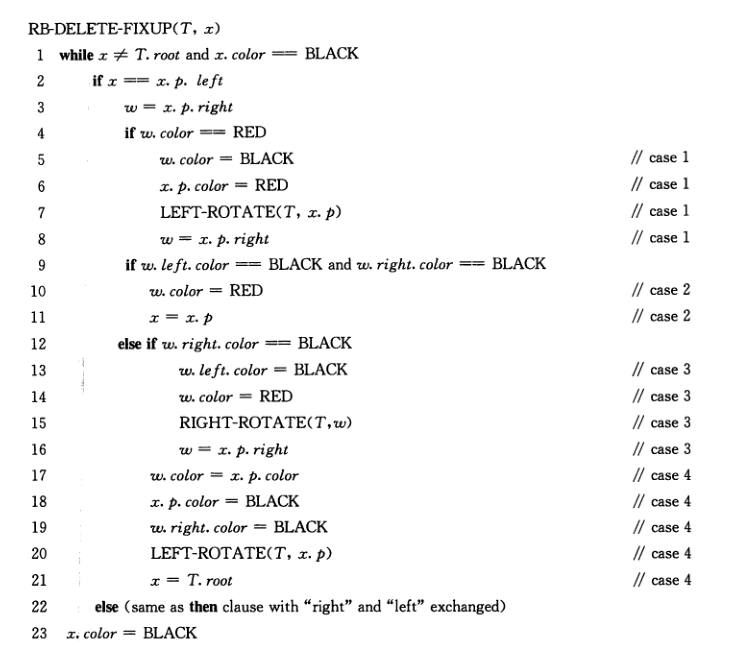 RB-DELETE-FIXUP(T, x)
1 while x ≠ T. root and x. color == BLACK
2 if x == x. p. left
3 w = x. p. right
4 if w. color == RED
5 w. color = BLACK // case 1
6 x. p. color = RED // case 1
7 LEFT-ROTATE(T, x. p) // case 1
8 w = x. p. right // case 1
9 if w. left. color == BLACK and w. right. color == BLACK
10 w. color = RED // case 2
11 x = x. p // case 2
12 else if w. right. color == BLACK
13 w. left. color = BLACK // case 3
14 w. color = RED // case 3
15 RIGHT-ROTATE(T,w) // case 3
16 w = x. p. right // case 3
17 w. color = x. p. color // case 4
18 x. p. color = BLACK // case 4
19 w. right. color = BLACK // case 4
20 LEFT-ROTATE(T, x. p) // case 4
21 x = T. root // case 4
22 else (same as then clause with “right” and “left” exchanged)
23 x. color = BLACK